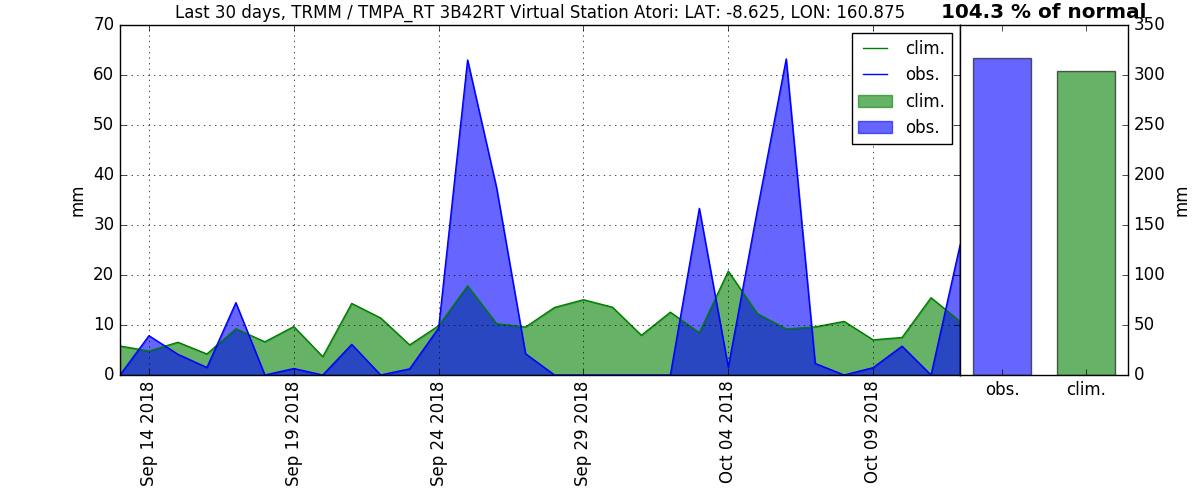 Last 30 days, TRMM / TMPA_RT 3B42RT Virtual Station Atori: LAT: -8.625, LON: 160.875
104.3 % of normal
70
60
50
40
30
20
10
0
mm
clim.
obs.
clim.
obs.
Sep 14 2018
Sep 19 2018
Sep 24 2018
Sep 29 2018
Oct 04 2018
Oct 09 2018
350
300
250
200
150
100
50
0
mm
obs.
clim.